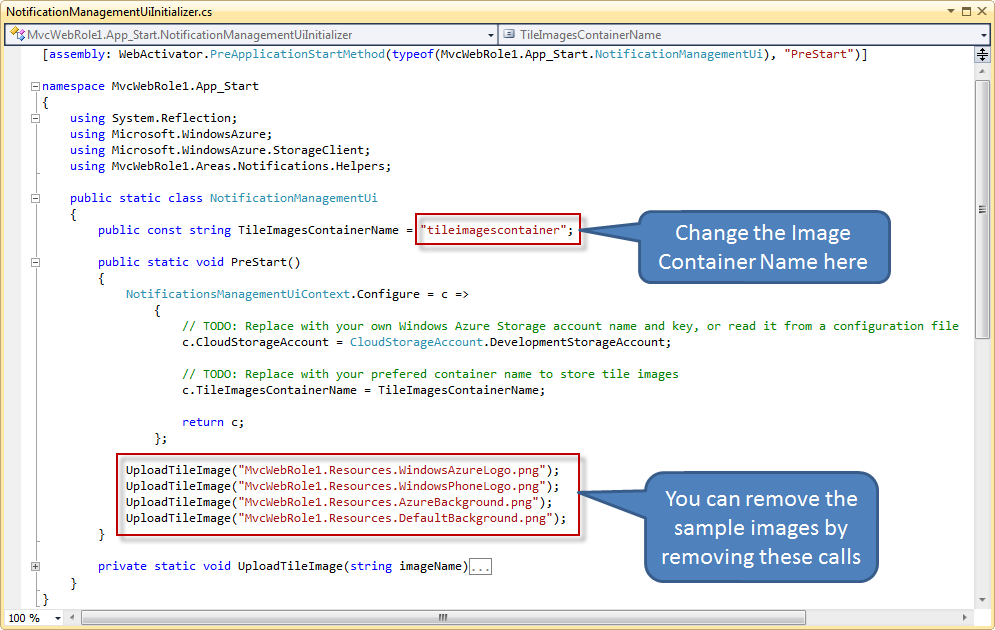 NotificationManagementUiInitializer.cs
MvcWebRole1.App_Start.NotificationManagementUiInitializer
TileImagesContainerName
[assembly: WebActivator.PreApplicationStartMethod(typeof(MvcWebRole1.App_Start.NotificationManagementUi), "PreStart")]
namespace MvcWebRole1.App_Start
{
using System.Reflection;
using Microsoft.WindowsAzure;
using Microsoft.WindowsAzure.StorageClient;
using MvcWebRole1.Areas.Notifications.Helpers;
public static class NotificationManagementUi
{
public const string TileImagesContainerName = "tileimagescontainer";
Change the Image
Container Name here
public static void PreStart()
{
NotificationsManagementUiContext.Configure = c =>
{
// TODO: Replace with your own Windows Azure Storage account name and key, or read it from a configuration file
c.CloudStorageAccount = CloudStorageAccount.DevelopmentStorageAccount;
// TODO: Replace with your prefered container name to store tile images
c.TileImagesContainerName = TileImagesContainerName;
return c;
};
UploadTileImage("MvcWebRole1.Resources.WindowsAzureLogo.png");
UploadTileImage("MvcWebRole1.Resources.WindowsPhoneLogo.png");
UploadTileImage("MvcWebRole1.Resources.AzureBackground.png");
UploadTileImage("MvcWebRole1.Resources.DefaultBackground.png");
You can remove the
sample images by
removing these calls
}
private static void UploadTileImage(string imageName)...
}
}
100 %